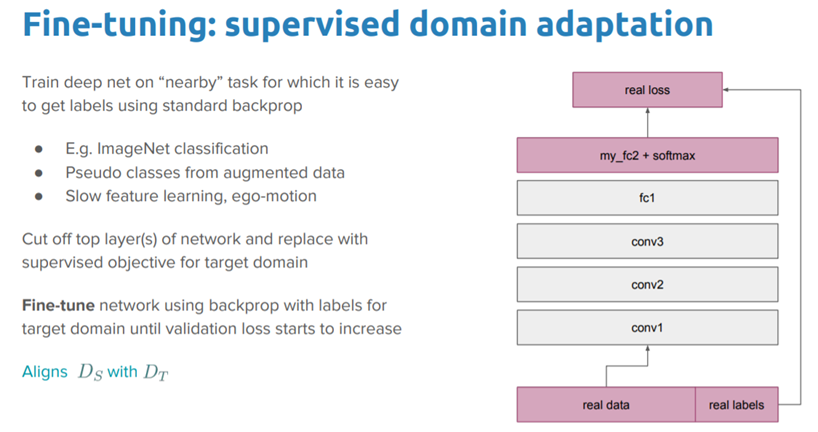 Fine-tuning: supervised domain adaptation
Train deep net on “nearby” task for which it is easy
to get labels using standard backprop
● E.g. ImageNet classification
● Pseudo classes from augmented data
● Slow feature learning, ego-motion
Cut off top layer(s) of network and replace with
supervised objective for target domain
Fine-tune network using backprop with labels for
target domain until validation loss starts to increase
Aligns D_S with D_T
real loss
my_fc2 + softmax
fc1
conv3
conv2
conv1
real data
real labels